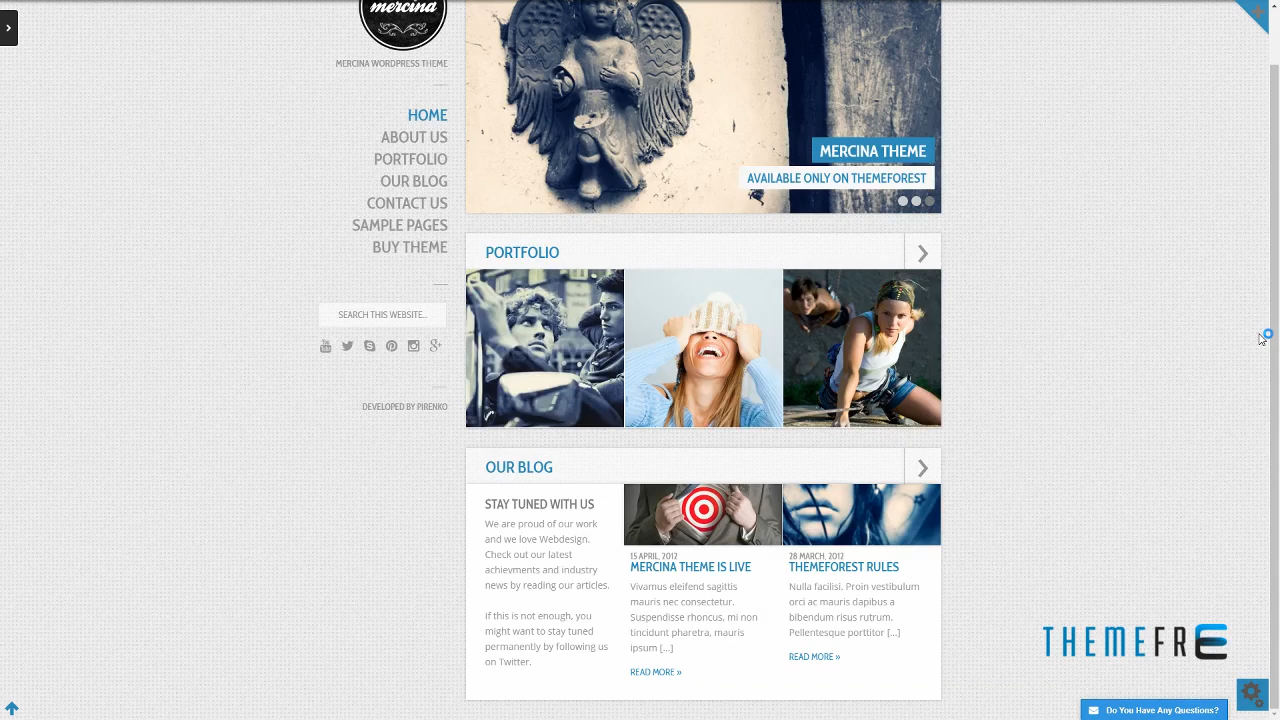 mercina
MERCINA WORDPRESS THEME
HOME
ABOUT US
PORTFOLIO
OUR BLOG
CONTACT US
SAMPLE PAGES
BUY THEME
SEARCH THIS WEBSITE...
DEVELOPED BY PIRENKO
MERCINA THEME
AVAILABLE ONLY ON THEMEFOREST
PORTFOLIO
OUR BLOG
STAY TUNED WITH US
We are proud of our work
and we love Webdesign.
Check out our latest
achievments and industry
news by reading our articles.
If this is not enough, you
might want to stay tuned
permanently by following us
on Twitter.
15 APRIL, 2012
MERCINA THEME IS LIVE
Vivamus eleifend sagittis
mauris nec consectetur.
Suspendisse rhoncus, mi non
tincidunt pharetra, mauris
ipsum [...]
READ MORE »
28 MARCH, 2012
THEMEFOREST RULES
Nulla facilisi. Proin vestibulum
orci ac mauris dapibus a
bibendum risus rutrum.
Pellentesque porttitor [...]
READ MORE »
THEMEFRE
Do You Have Any Questions?